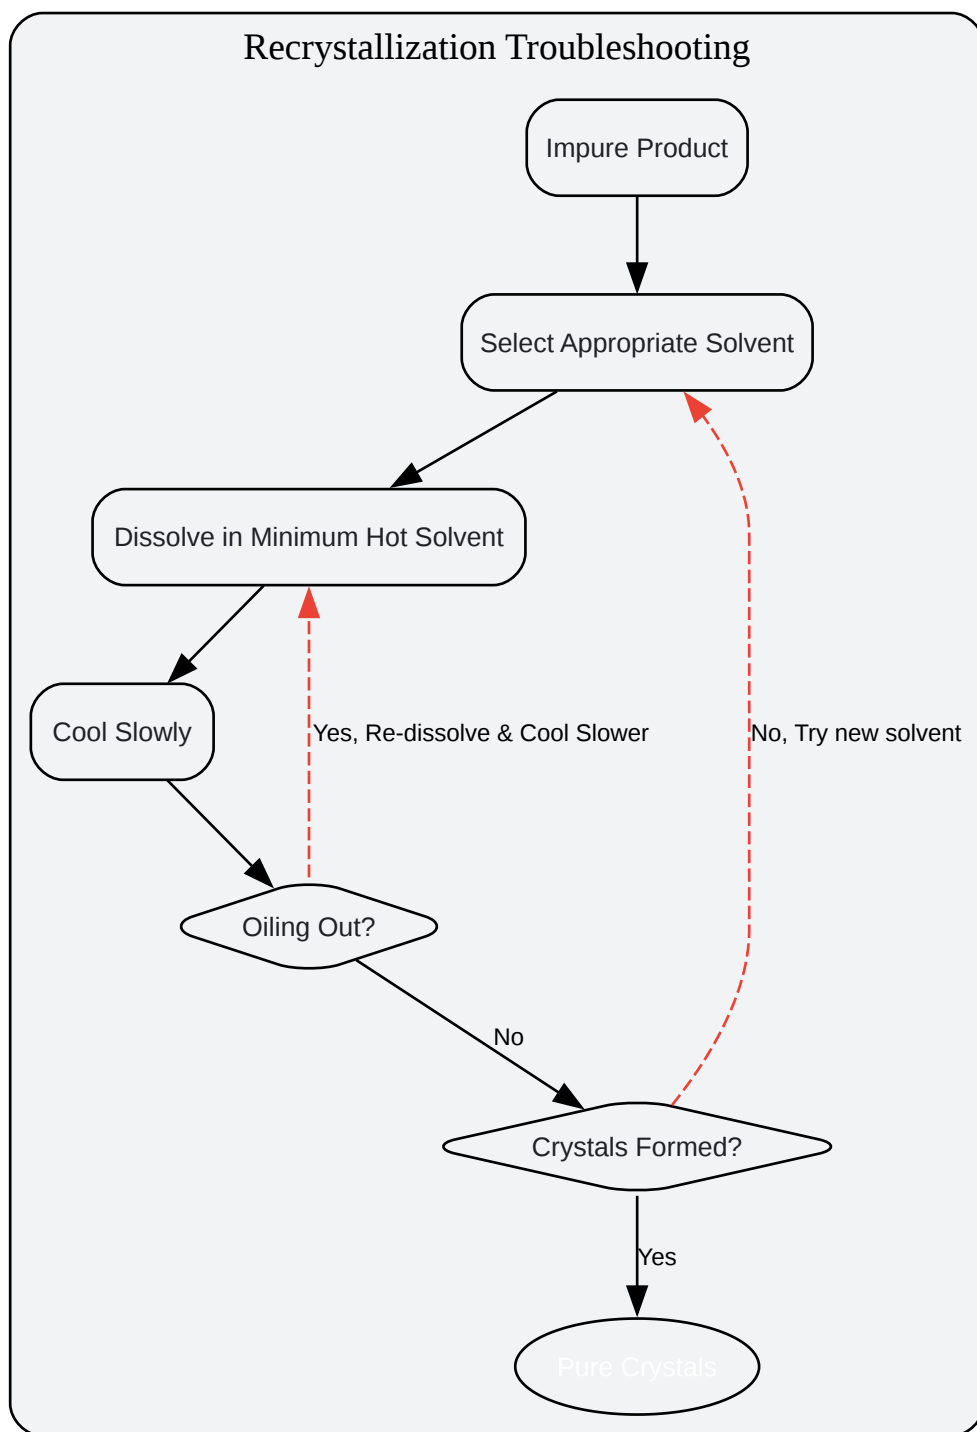 Recrystallization Troubleshooting
Impure Product
Select Appropriate Solvent
Dissolve in Minimum Hot Solvent
Cool Slowly
Yes, Re-dissolve & Cool Slower
No, Try new solvent
Oiling Out?
No
Crystals Formed?
Yes
Pure Crystals